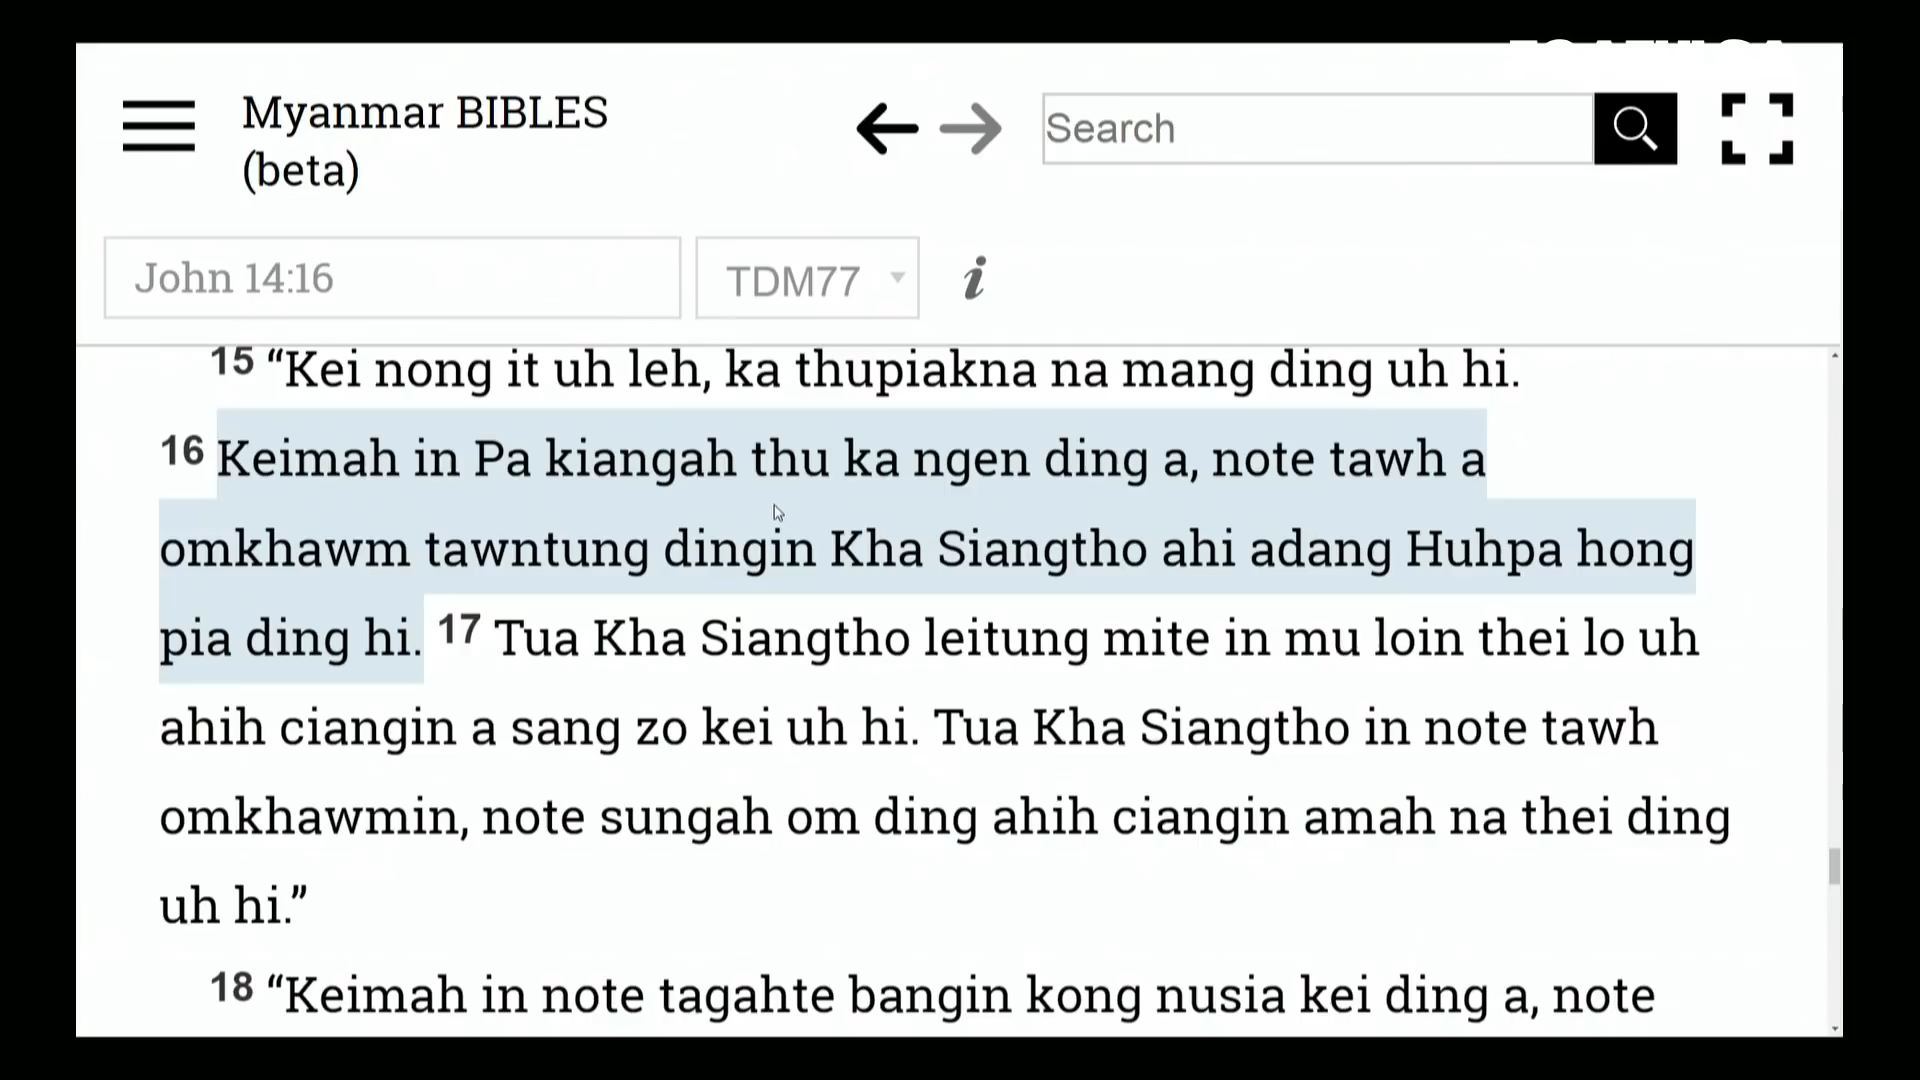 Myanmar BIBLES
(beta)
Search
John 14:16
TDM77
i
15 “Kei nong it uh leh, ka thupiakna na mang ding uh hi.
16 Keimah in Pa kiangah thu ka ngen ding a, note tawh a
omkhawm tawntung dingin Kha Siangtho ahi adang Huhpa hong
pia ding hi. 17 Tua Kha Siangtho leitung mite in mu loin thei lo uh
ahih ciangin a sang zo kei uh hi. Tua Kha Siangtho in note tawh
omkhawmin, note sungah om ding ahih ciangin amah na thei ding
uh hi.”
18 “Keimah in note tagahte bangin kong nusia kei ding a, note